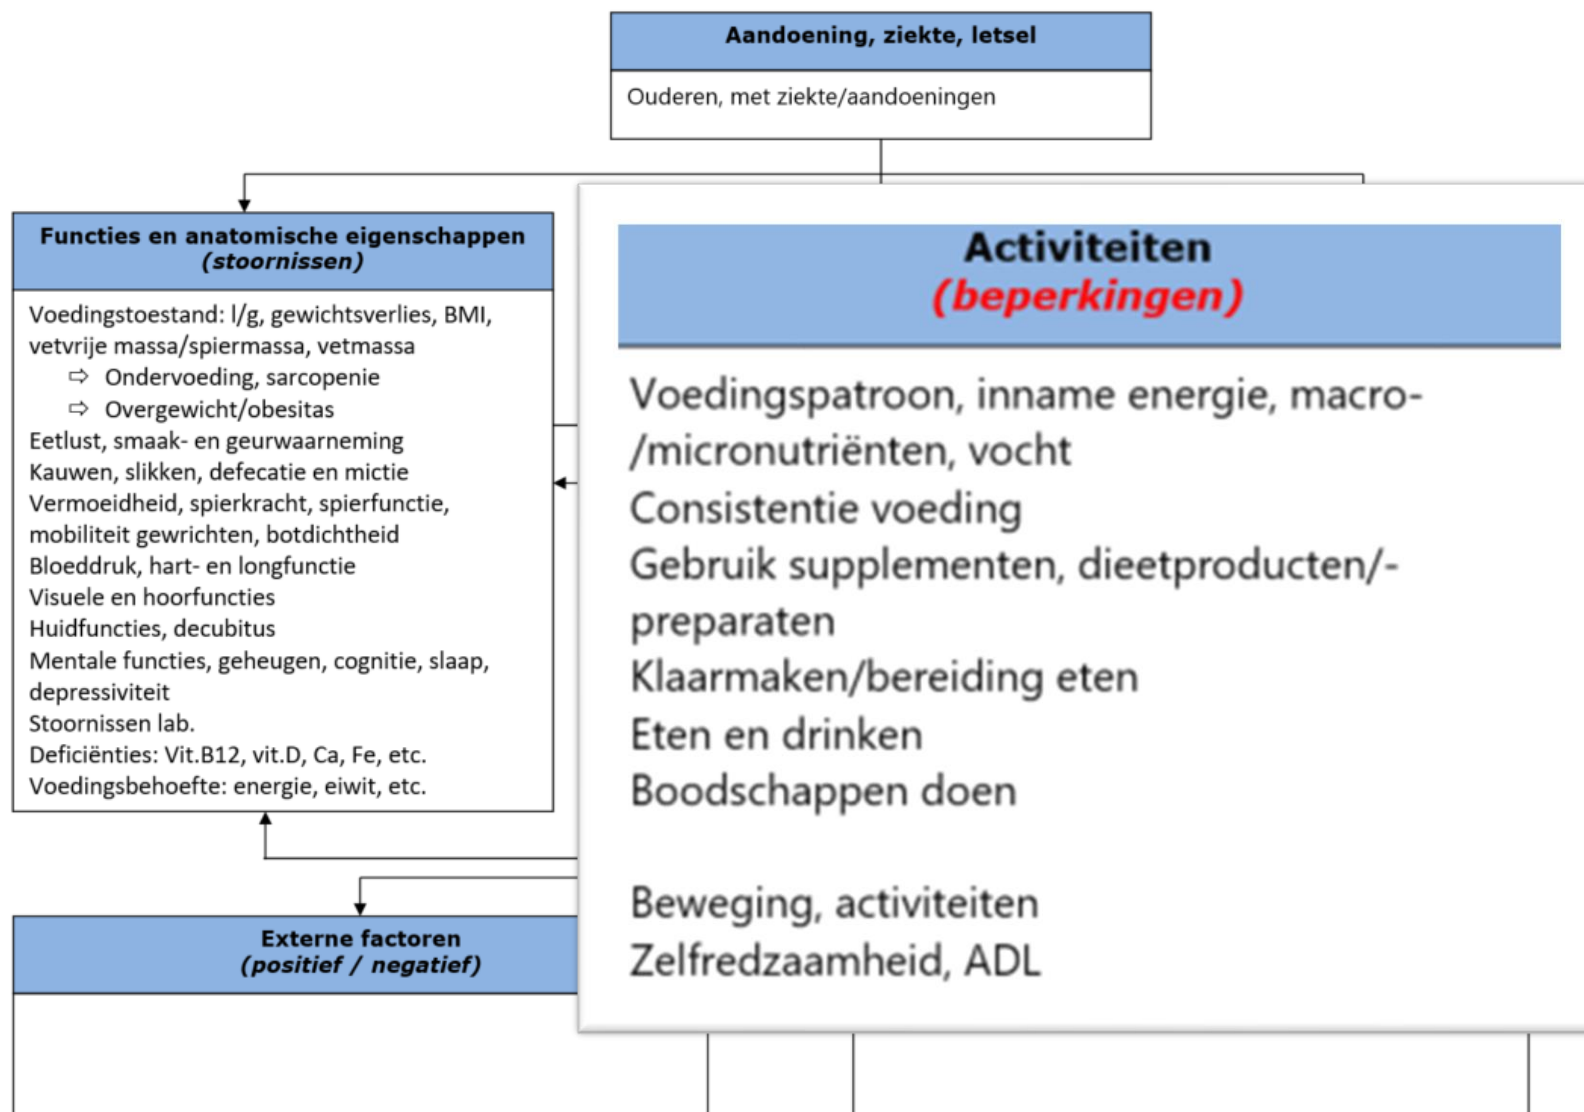 Aandoening, ziekte, letsel
Ouderen, met ziekte/aandoeningen
Functies en anatomische eigenschappen
(stoornissen)
Voedingstoestand: l/g, gewichtsverlies, BMI,
vetvrije massa/spiermassa, vetmassa
⇨ Ondervoeding, sarcopenie
⇨ Overgewicht/obesitas
Eetlust, smaak- en geurwaarneming
Kauwen, slikken, defecatie en mictie
Vermoeidheid, spierkracht, spierfunctie,
mobiliteit gewrichten, botdichtheid
Bloeddruk, hart- en longfunctie
Visuele en hoorfuncties
Huidfuncties, decubitus
Mentale functies, geheugen, cognitie, slaap,
depressiviteit
Stoornissen lab.
Deficiënties: Vit.B12, vit.D, Ca, Fe, etc.
Voedingsbehoefte: energie, eiwit, etc.
Activiteiten
(beperkingen)
Voedingspatroon, inname energie, macro-
/micronutriënten, vocht
Consistentie voeding
Gebruik supplementen, dieetproducten/-
preparaten
Klaarmaken/bereiding eten
Eten en drinken
Boodschappen doen
Beweging, activiteiten
Zelfredzaamheid, ADL
Externe factoren
(positief / negatief)